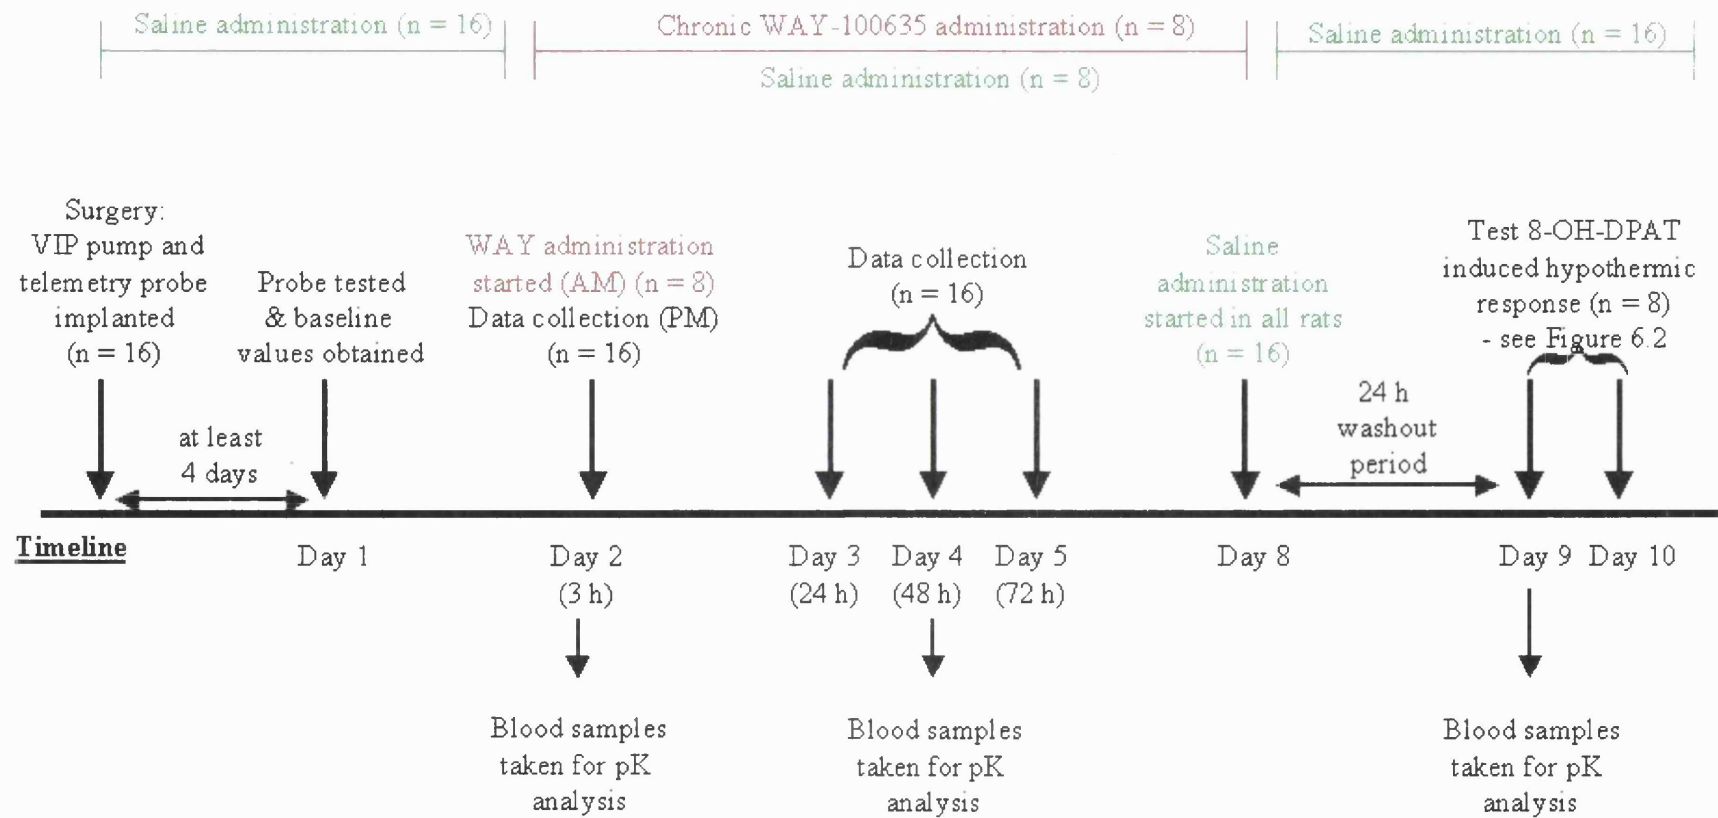 Saline administration (n = 16)
Chronic WAY-100635 administration (n = 8)
Saline administration (n = 8)
Saline administration (n = 16)
Surgery:
VIP pump and
telemetry probe
implanted
(n = 16)
Probe tested
& baseline
values obtained
WAY administration
started (AM) (n = 8)
Data collection (PM)
(n = 16)
Data collection
(n = 16)
Saline
administration
started in all rats
(n = 16)
Test 8-OH-DPAT
induced hypothermic
response (n = 8)
- see Figure 6.2
at least
4 days
24 h
washout
period
Timeline
Day 1
Day 2
(3 h)
Day 3
(24 h)
Day 4
(48 h)
Day 5
(72 h)
Day 8
Day 9
Day 10
Blood samples
taken for pK
analysis
Blood samples
taken for pK
analysis
Blood samples
taken for pK
analysis